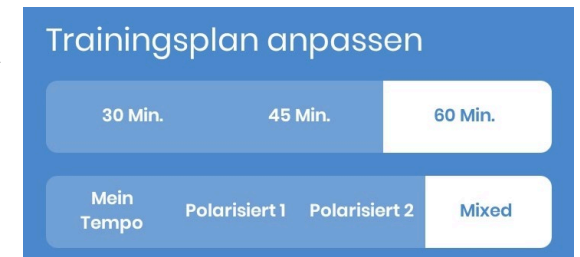 Trainingsplan anpassen
30 Min. 45 Min. 60 Min.
Mein Tempo Polarisiert 1 Polarisiert 2 Mixed